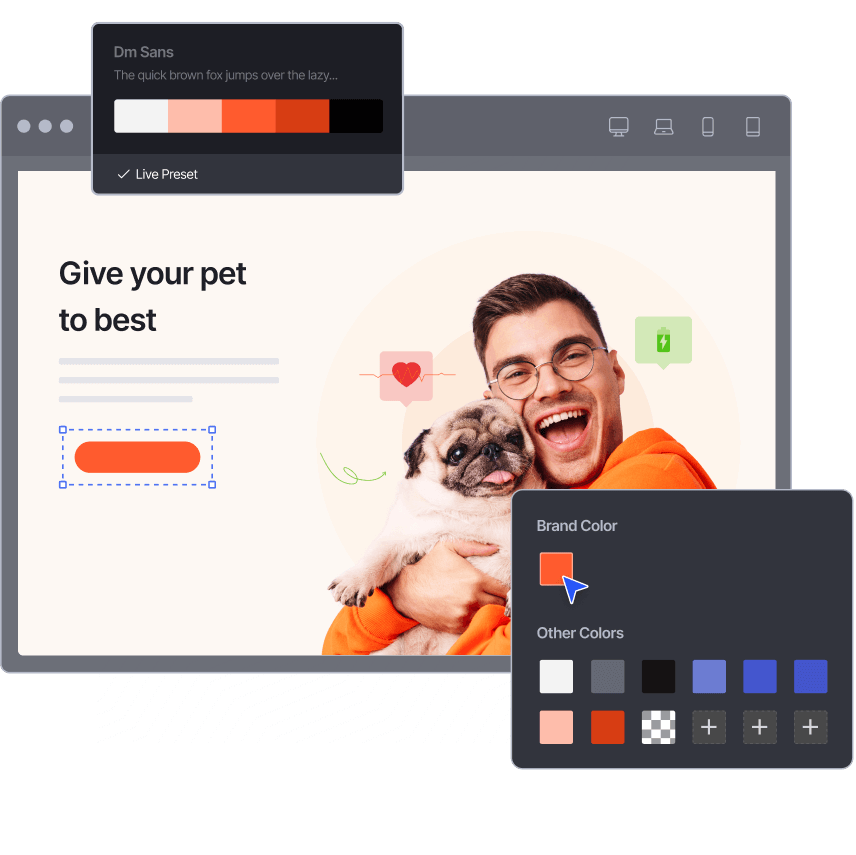 Dm Sans
The quick brown fox jumps over the lazy...
Live Preset
Give your pet
to best
Brand Color
Other Colors